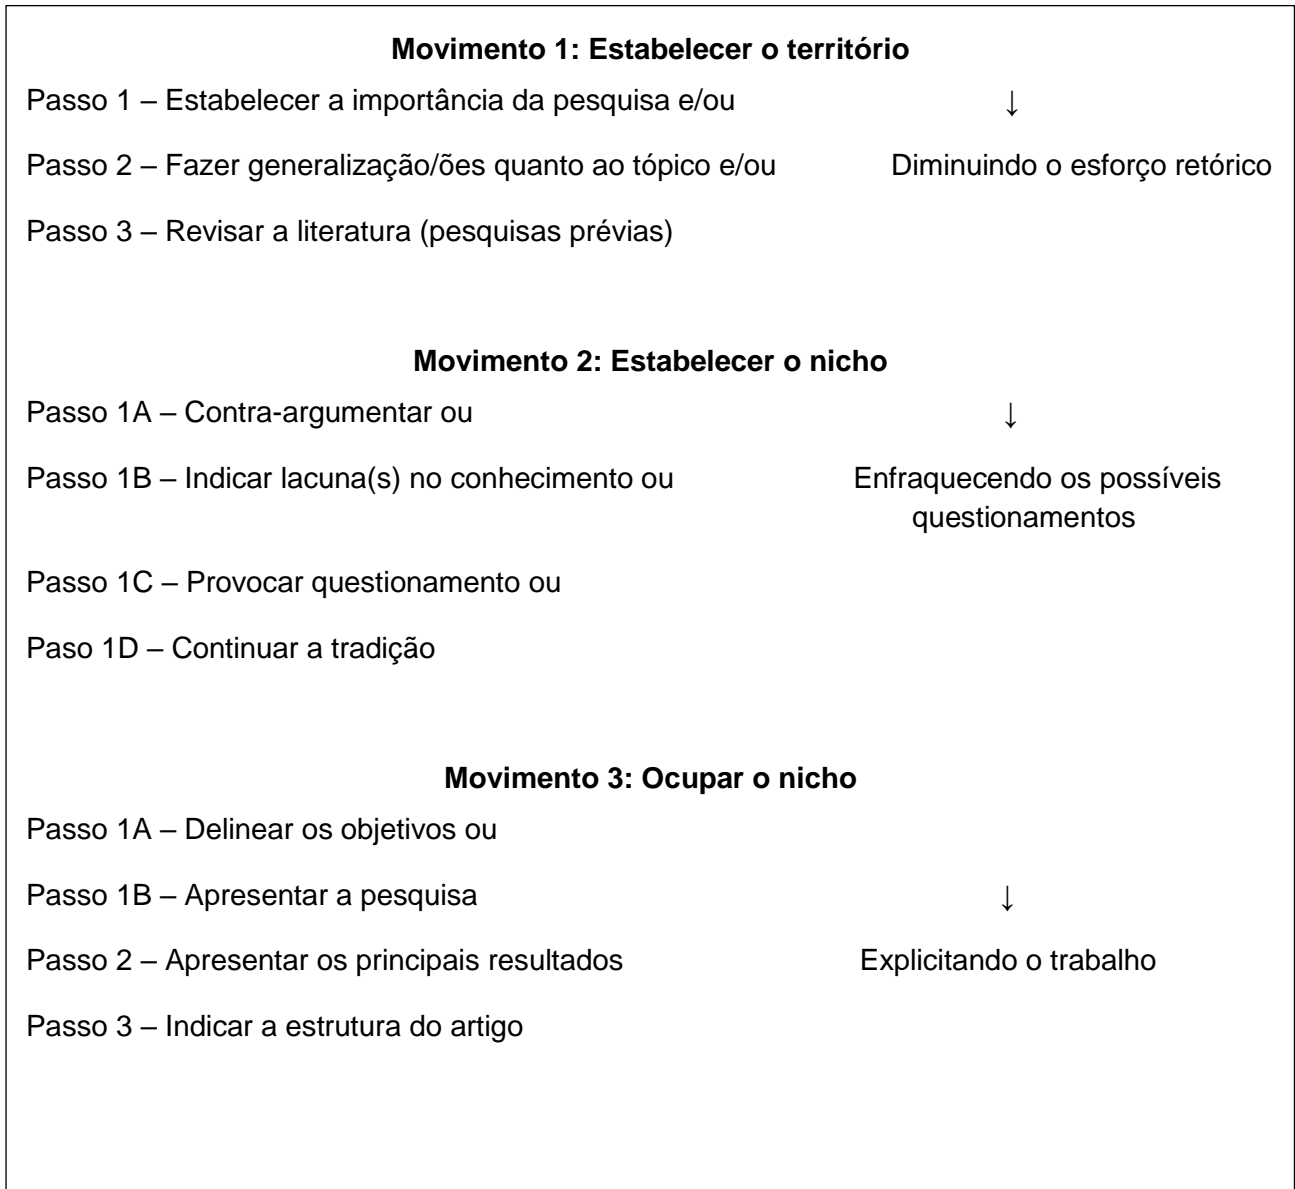 Movimento 1: Estabelecer o território
Passo 1 – Estabelecer a importância da pesquisa e/ou ↓
Passo 2 – Fazer generalização/ões quanto ao tópico e/ou Diminuindo o esforço retórico
Passo 3 – Revisar a literatura (pesquisas prévias)
Movimento 2: Estabelecer o nicho
Passo 1A – Contra-argumentar ou ↓
Passo 1B – Indicar lacuna(s) no conhecimento ou Enfraquecendo os possíveis
questionamentos
Passo 1C – Provocar questionamento ou
Paso 1D – Continuar a tradição
Movimento 3: Ocupar o nicho
Passo 1A – Delinear os objetivos ou
Passo 1B – Apresentar a pesquisa ↓
Passo 2 – Apresentar os principais resultados Explicitando o trabalho
Passo 3 – Indicar a estrutura do artigo